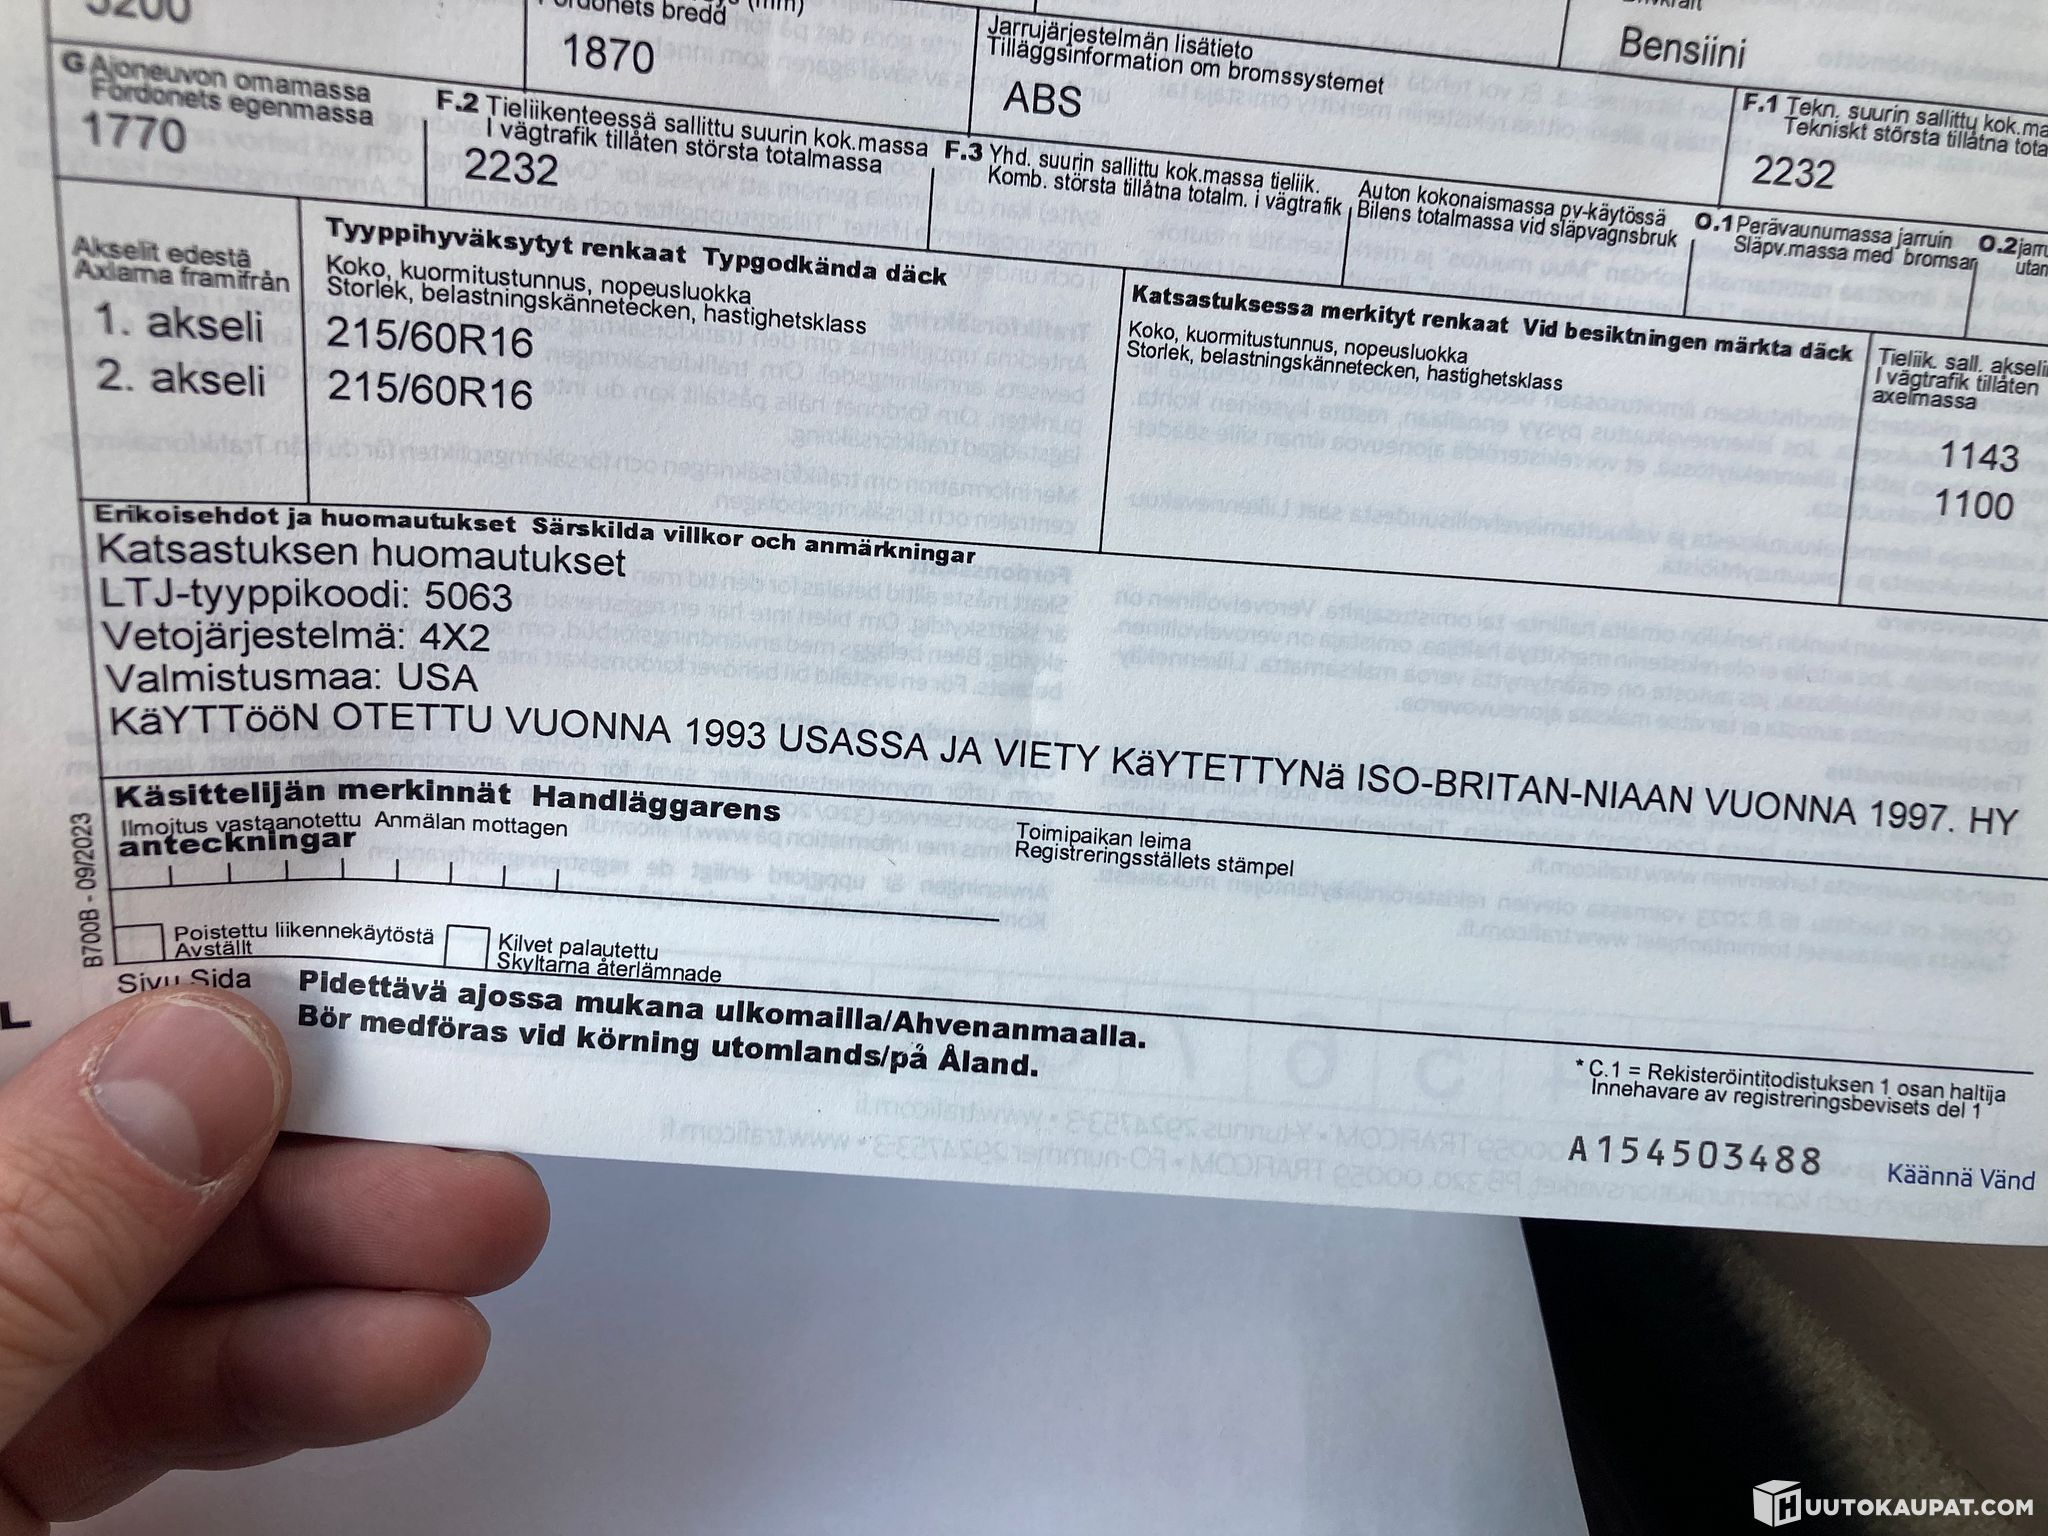 5200
Fordonets bredd
(mm)
1870
Jarrujärjestelmän lisätieto
Tilläggsinformation om bromssystemet
ABS
Bensiini
G Ajoneuvon omamassa
Fordonets egenmassa
1770
F.2 Tieliikenteessä sallittu suurin kok.massa
I vägtrafik tillåten största totalmassa
2232
F.3 Yhd. suurin sallittu kok.massa tieliik.
Komb. största tillåtna totalm. i vägtrafik
Auton kokonaismassa pv-käytössä
Bilens totalmassa vid släpvagnsbruk
F.1 Tekn. suurin sallittu kok.ma
Tekniskt största tillåtna tota
2232
O.1 Perävaunumassa jarruin
Släpv.massa med bromsar
O.2 jarru
utan
Akselit edestä
Axlarna framifrån
1. akseli
2. akseli
Tyyppihyväksytyt renkaat Typgodkända däck
Koko, kuormitustunnus, nopeusluokka
Storlek, belastningskännetecken, hastighetsklass
215/60R16
215/60R16
Katsastuksessa merkityt renkaat Vid besiktningen märkta däck
Koko, kuormitustunnus, nopeusluokka
Storlek, belastningskännetecken, hastighetsklass
Tieliik. sall. akseli
I vägtrafik tillåten
axelmassa
1143
1100
Erikoisehdot ja huomautukset Särskilda villkor och anmärkningar
Katsastuksen huomautukset
LTJ-tyyppikoodi: 5063
Vetojärjestelmä: 4X2
Valmistusmaa: USA
KäYTTööN OTETTU VUONNA 1993 USASSA JA VIETY KäYTETTYNä ISO-BRITAN-NIAAN VUONNA 1997. HY
Käsittelijän merkinnät Handläggarens
Ilmoitus vastaanotettu Anmälan mottagen
anteckningar
Toimipaikan leima
Registreringsställets stämpel
B700B - 09/2023
Poistettu liikennekäytöstä
Avställt
Kilvet palautettu
Skyltarna återlämnade
Sivu Sida
L
Pidettävä ajossa mukana ulkomailla/Ahvenanmaalla.
Bör medföras vid körning utomlands/på Åland.
* C.1 = Rekisteröintitodistuksen 1 osan haltija
Innehavare av registreringsbevisets del 1
A154503488
Käännä Vänd
HUUTOKAUPAT.COM